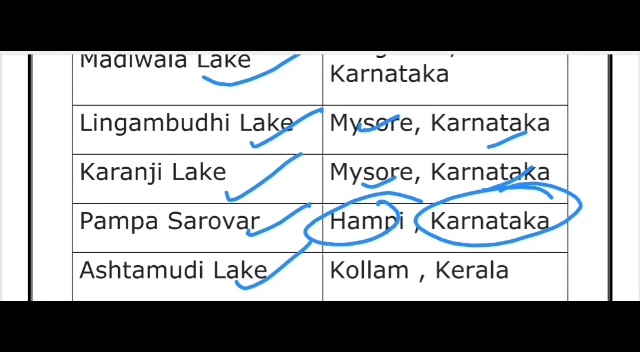 Madiwala Lake
Karnataka
Lingambudhi Lake Mysore, Karnataka
Karanji Lake Mysore, Karnataka
Pampa Sarovar Hampi , Karnataka
Ashtamudi Lake Kollam , Kerala